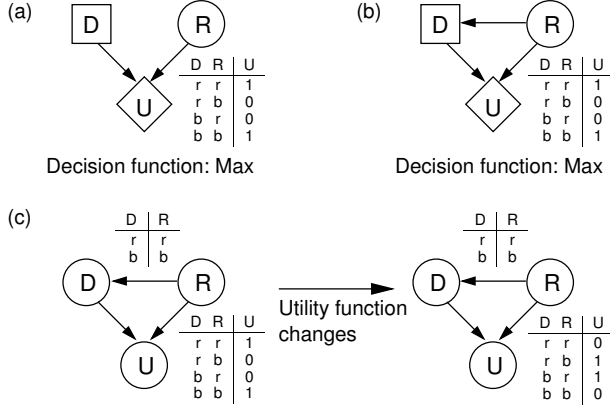 (a)
D
R
U
D R U
r r 1
r b 0
b r 0
b b 1
Decision function: Max
(b)
D
R
U
D R U
r r 1
r b 0
b r 0
b b 1
Decision function: Max
(c)
D R
r r
b b
D
R
U
D R U
r r 1
r b 0
b r 0
b b 1
Utility function
changes
D R
r r
b b
D
R
U
D R U
r r 0
r b 1
b r 1
b b 0